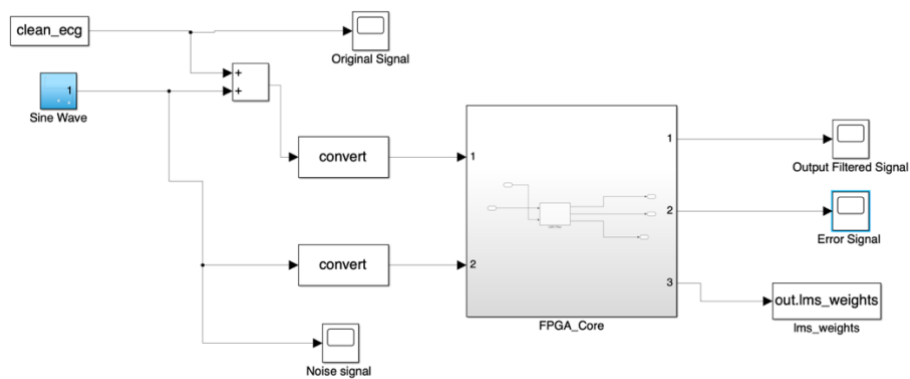 clean_ecg
Original Signal
+
+
1
Sine Wave
convert
1
1
Output Filtered Signal
2
Error Signal
convert
2
3
out.lms_weights
lms_weights
FPGA_Core
Noise signal